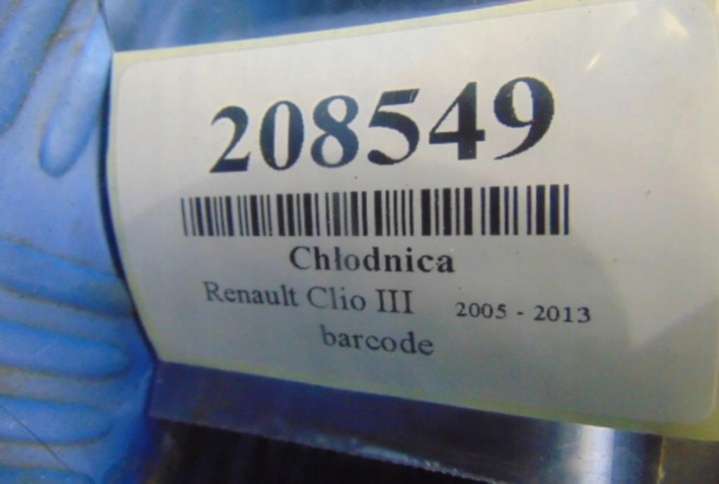 208549
Chłodnica
Renault Clio III 2005 - 2013
barcode